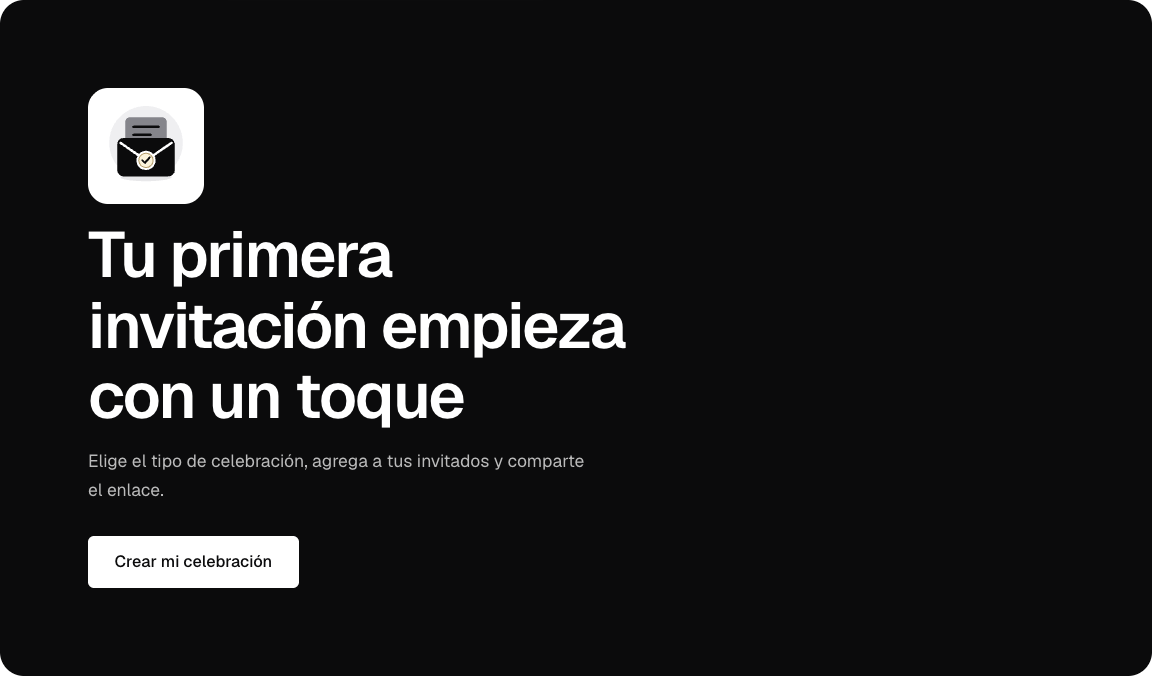 Tu primera
invitación empieza
con un toque
Elige el tipo de celebración, agrega a tus invitados y comparte
el enlace.
Crear mi celebración